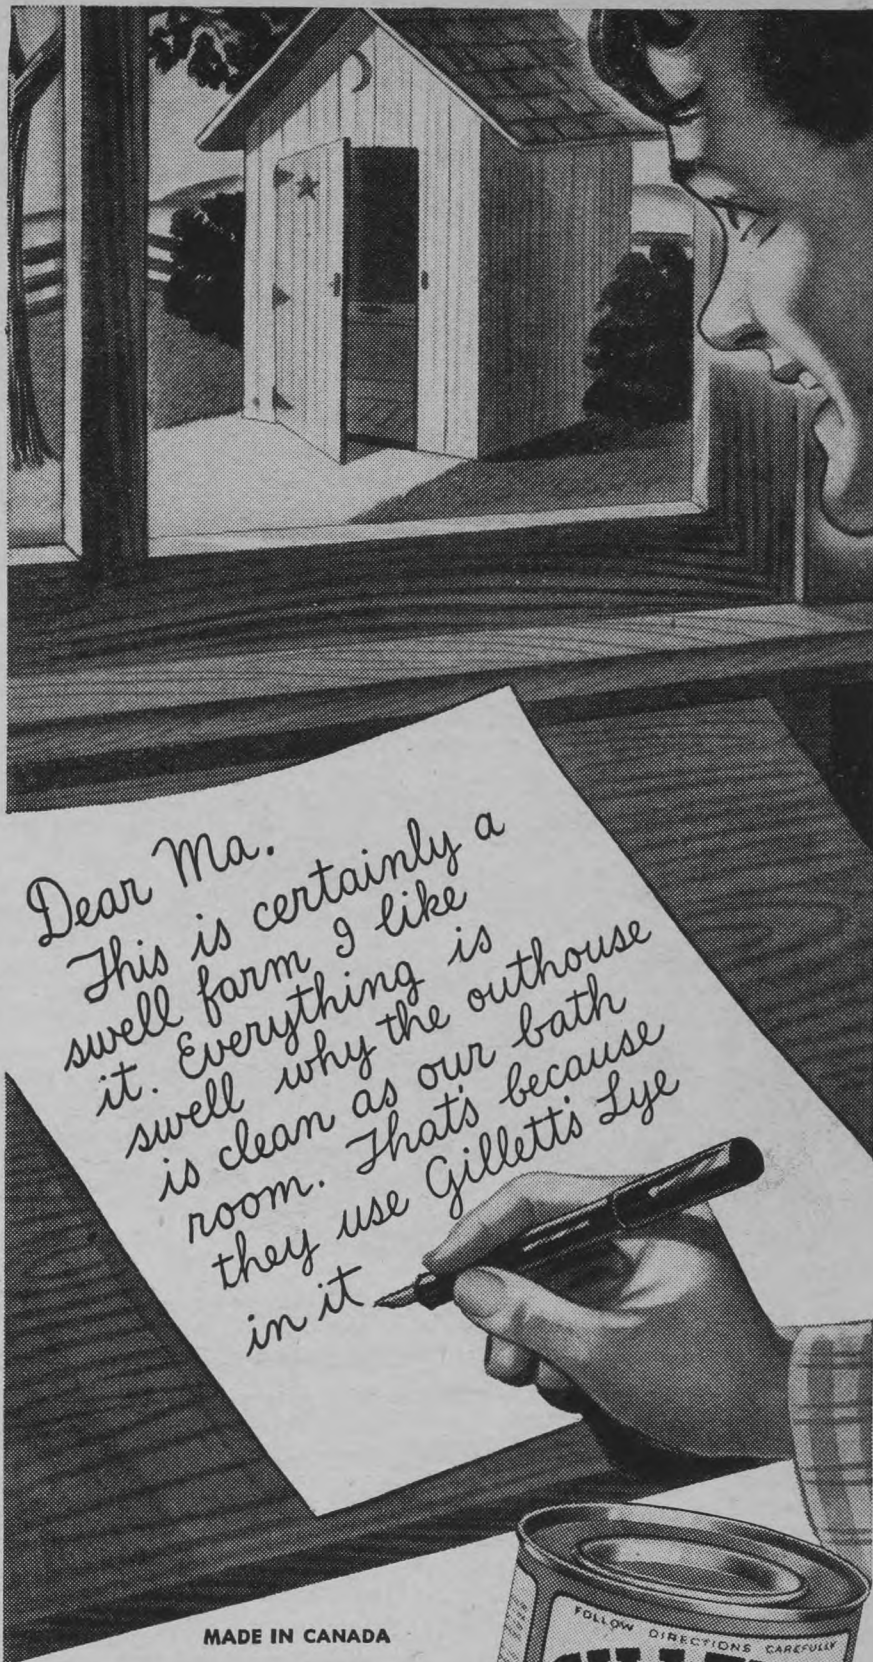 Dear Ma.
This is certainly a
swell farm I like
it. Everything is
swell why the outhouse
is clean as our bath
room. That's because
they use Gillett's Lye
in it
MADE IN CANADA
FOLLOW DIRECTIONS CAREFULLY